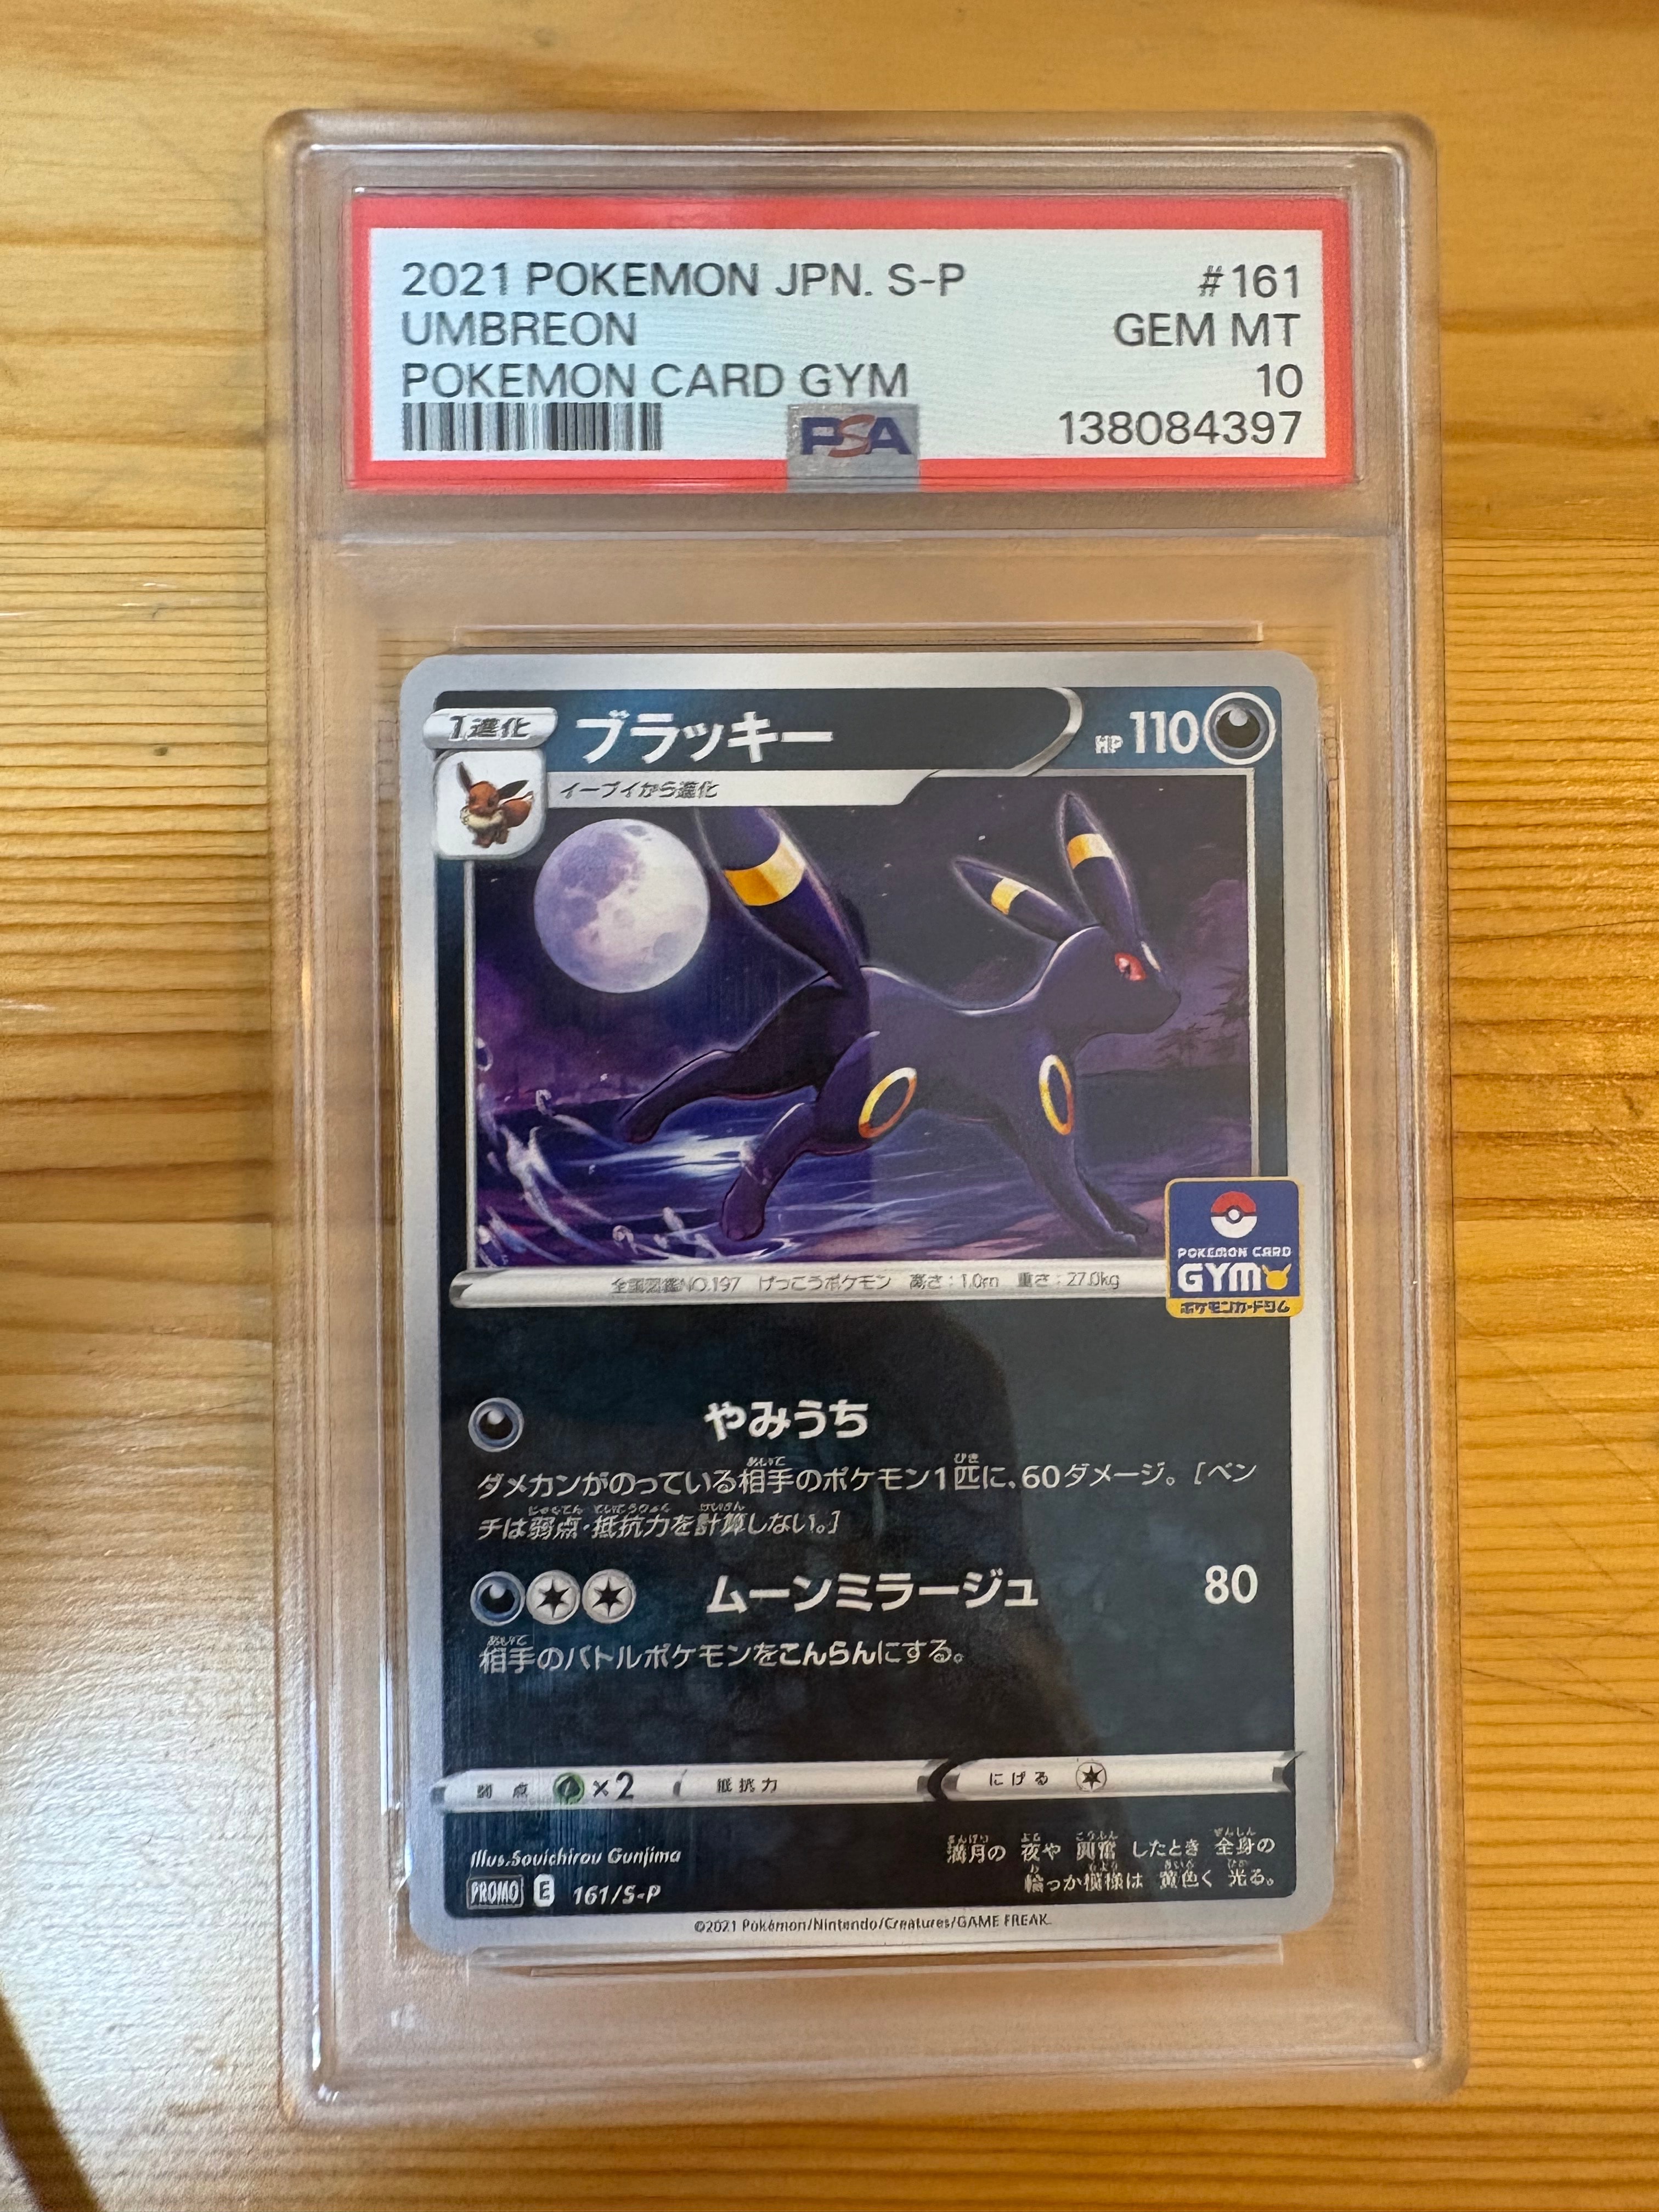 2021 POKEMON JPN. S-P #161
UMBREON GEM MT
POKEMON CARD GYM 10
PSA 138084397
1進化 ブラッキー HP 110
イーブイから進化
全国図鑑NO.197 げっこうポケモン 高さ:1.0m 重さ:27.0kg
POKEMON CARD
GYM
ポケモンカードジム
やみうち
ダメカンがのっている相手のポケモン1匹に、60ダメージ。[ベン
チは弱点・抵抗力を計算しない。]
ムーンミラージュ 80
相手のバトルポケモンをこんらんにする。
弱点 ×2 抵抗力 にげる
Illus.Souichirou Gunjima
満月の 夜や 興奮 したとき 全身の
輪っか模様は 黄色く 光る。
PROMO E 161/S-P
©2021 Pokémon/Nintendo/Creatures/GAME FREAK.